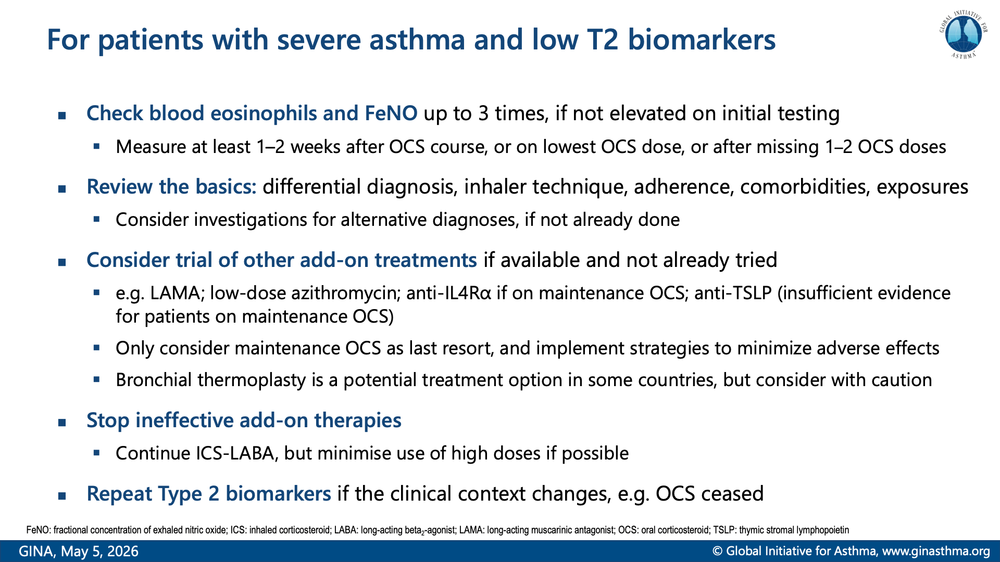 For patients with severe asthma and low T2 biomarkers
GLOBAL INITIATIVE FOR ASTHMA
■ Check blood eosinophils and FeNO up to 3 times, if not elevated on initial testing
■ Measure at least 1–2 weeks after OCS course, or on lowest OCS dose, or after missing 1–2 OCS doses
■ Review the basics: differential diagnosis, inhaler technique, adherence, comorbidities, exposures
■ Consider investigations for alternative diagnoses, if not already done
■ Consider trial of other add-on treatments if available and not already tried
■ e.g. LAMA; low-dose azithromycin; anti-IL4Rα if on maintenance OCS; anti-TSLP (insufficient evidence
for patients on maintenance OCS)
■ Only consider maintenance OCS as last resort, and implement strategies to minimize adverse effects
■ Bronchial thermoplasty is a potential treatment option in some countries, but consider with caution
■ Stop ineffective add-on therapies
■ Continue ICS-LABA, but minimise use of high doses if possible
■ Repeat Type 2 biomarkers if the clinical context changes, e.g. OCS ceased
FeNO: fractional concentration of exhaled nitric oxide; ICS: inhaled corticosteroid; LABA: long-acting beta₂-agonist; LAMA: long-acting muscarinic antagonist; OCS: oral corticosteroid; TSLP: thymic stromal lymphopoietin
GINA, May 5, 2026
© Global Initiative for Asthma, www.ginasthma.org